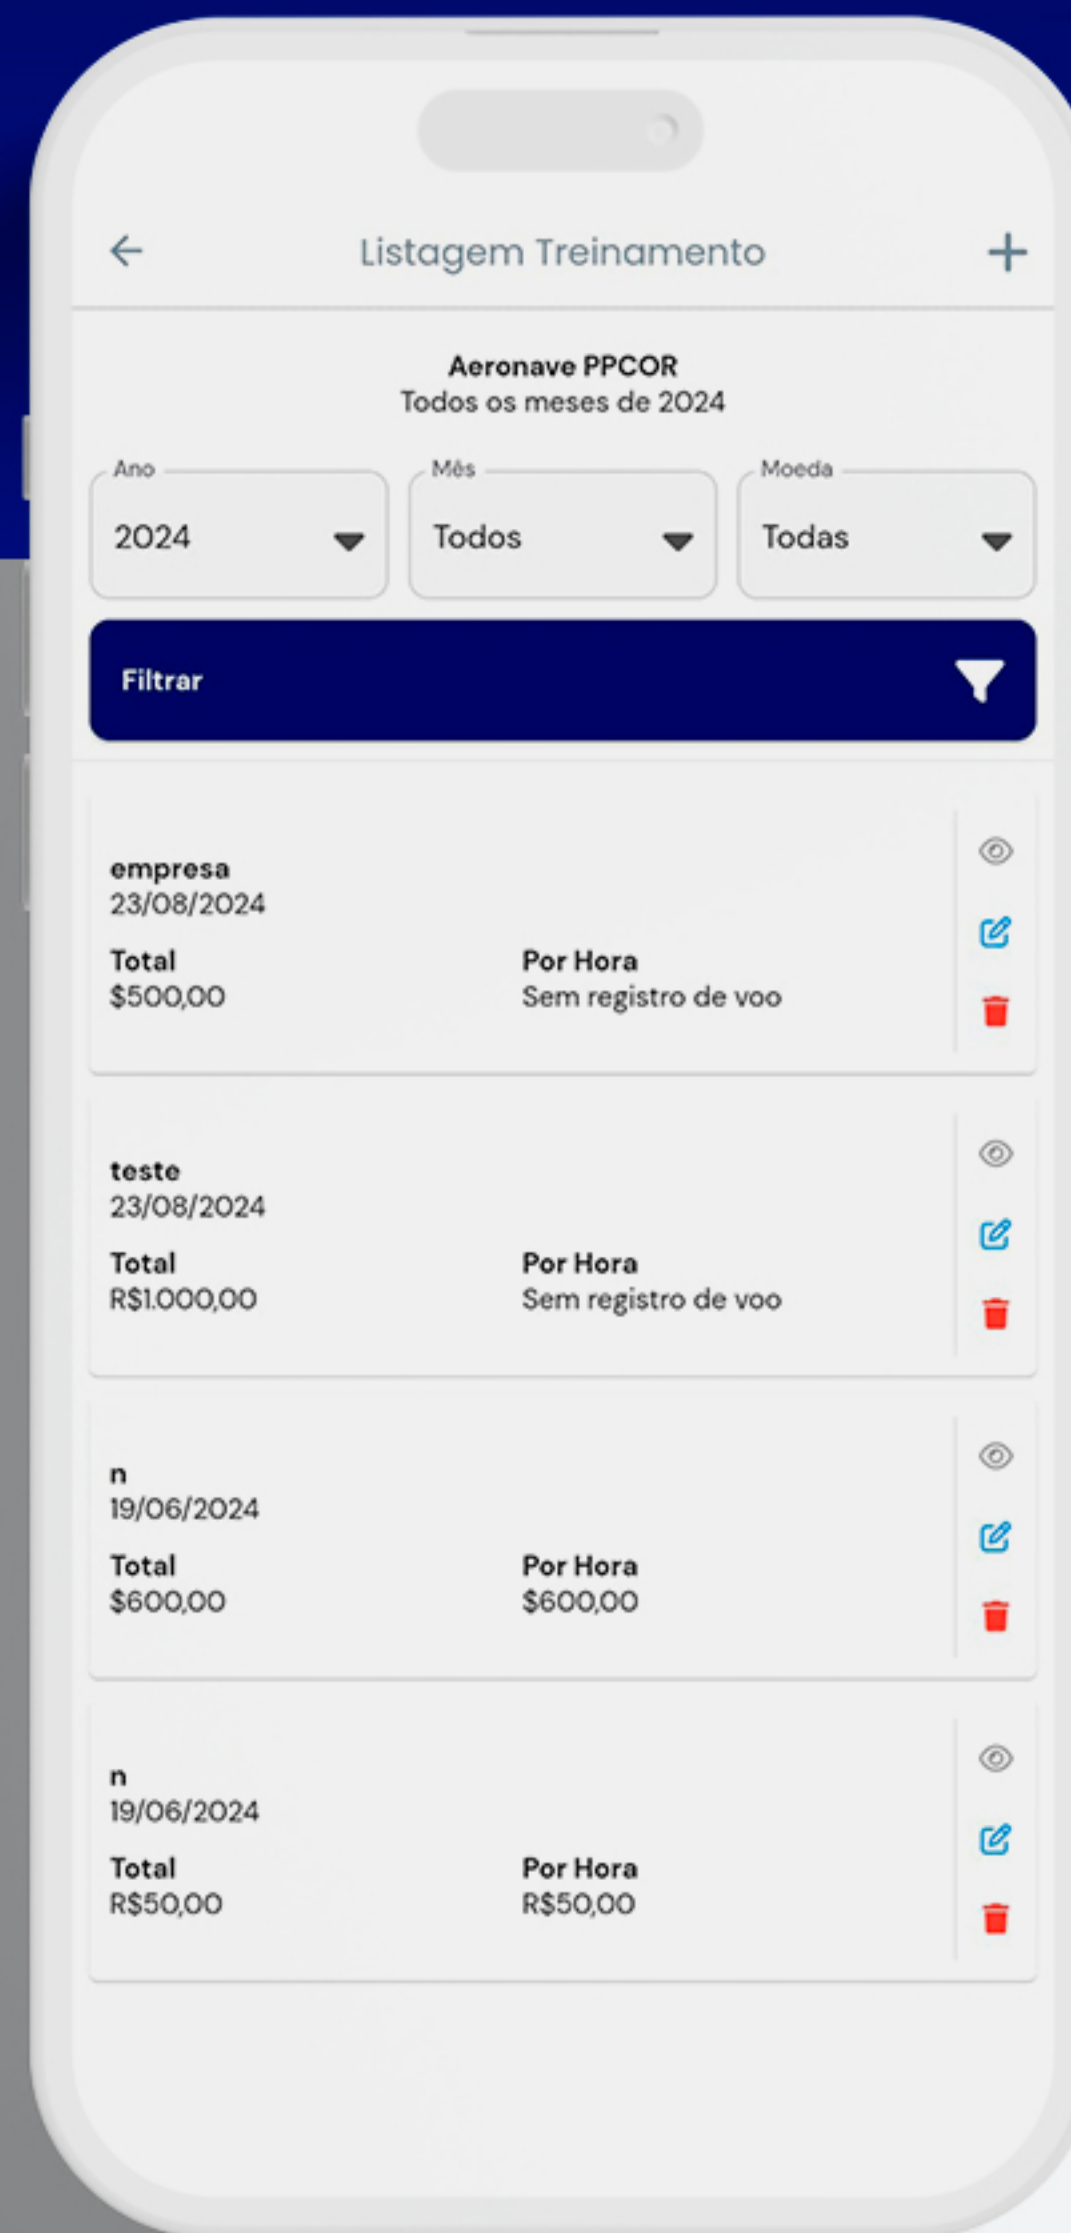 Listagem Treinamento
Aeronave PPCOR
Todos os meses de 2024
Ano Mês Moeda
2024 Todos Todas
Filtrar
empresa
23/08/2024
Total Por Hora
$500,00 Sem registro de voo
teste
23/08/2024
Total Por Hora
R$1.000,00 Sem registro de voo
n
19/06/2024
Total Por Hora
$600,00 $600,00
n
19/06/2024
Total Por Hora
R$50,00 R$50,00